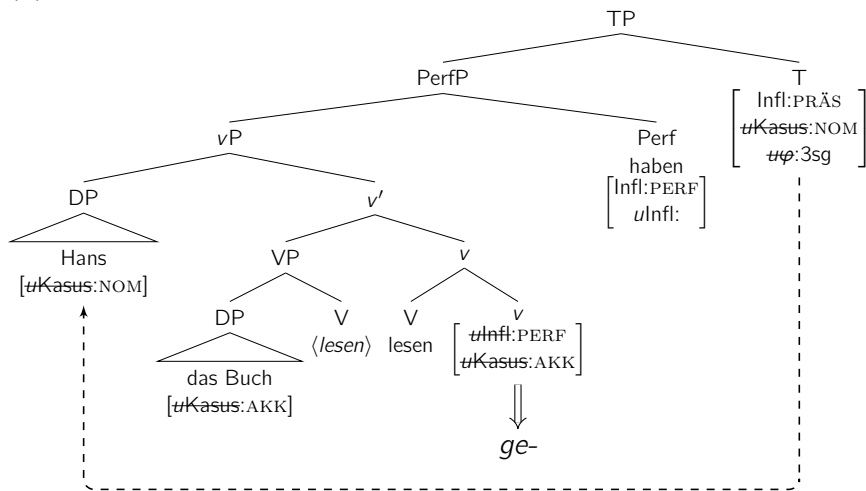 TP
PerfP T
[Infl:PRÄS
uKasus:NOM
uφ:3sg]
vP Perf
haben
[Infl:PERF
uInfl:]
DP v′
Hans
[uKasus:NOM]
VP v
DP V V v
⟨lesen⟩ lesen
[uInfl:PERF
uKasus:AKK]
das Buch
[uKasus:AKK]
ge-